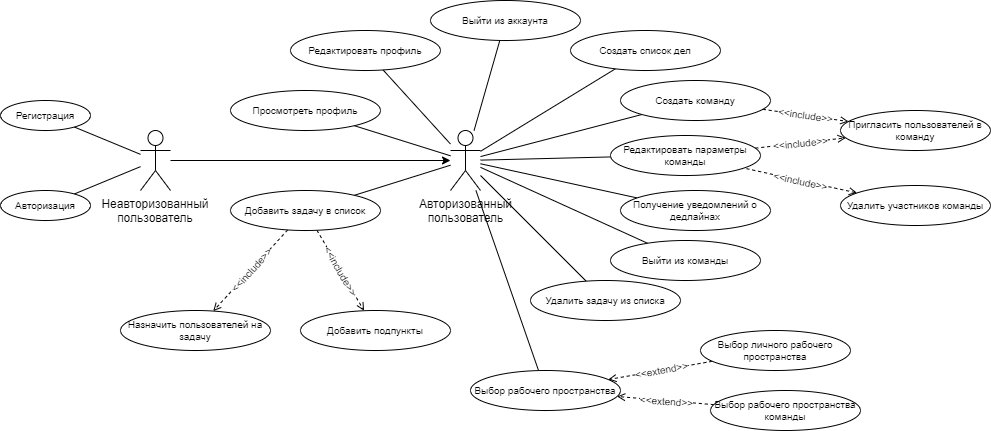 Выйти из аккаунта
Редактировать профиль
Создать список дел
Просмотреть профиль
Создать команду
<<include>>
Регистрация
Пригласить пользователей в
команду
Редактировать параметры
команды
<<include>>
<<include>>
Авторизация
Неавторизованный
пользователь
Добавить задачу в список
Авторизованный
пользователь
Получение уведомлений о
дедлайнах
Удалить участников команды
Выйти из команды
<<include>>
<<include>>
Удалить задачу из списка
Назначить пользователей на
задачу
Добавить подпункты
Выбор личного рабочего
пространства
<<extend>>
Выбор рабочего пространства
<<extend>>
Выбор рабочего пространства
команды